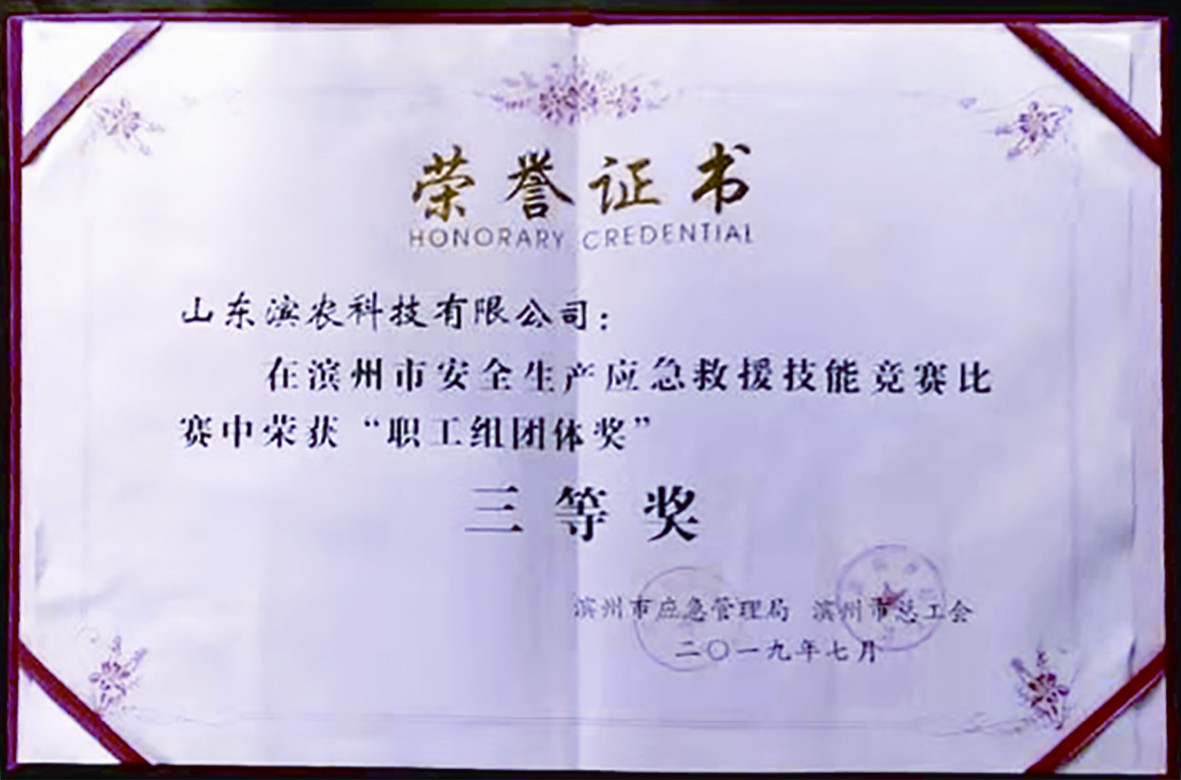 荣誉证书
HONORARY CREDENTIAL
山东滨农科技有限公司：
在滨州市安全生产应急救援技能竞赛比
赛中荣获“职工组团体奖”
三等奖
滨州市应急管理局 滨州市总工会
二〇一九年七月